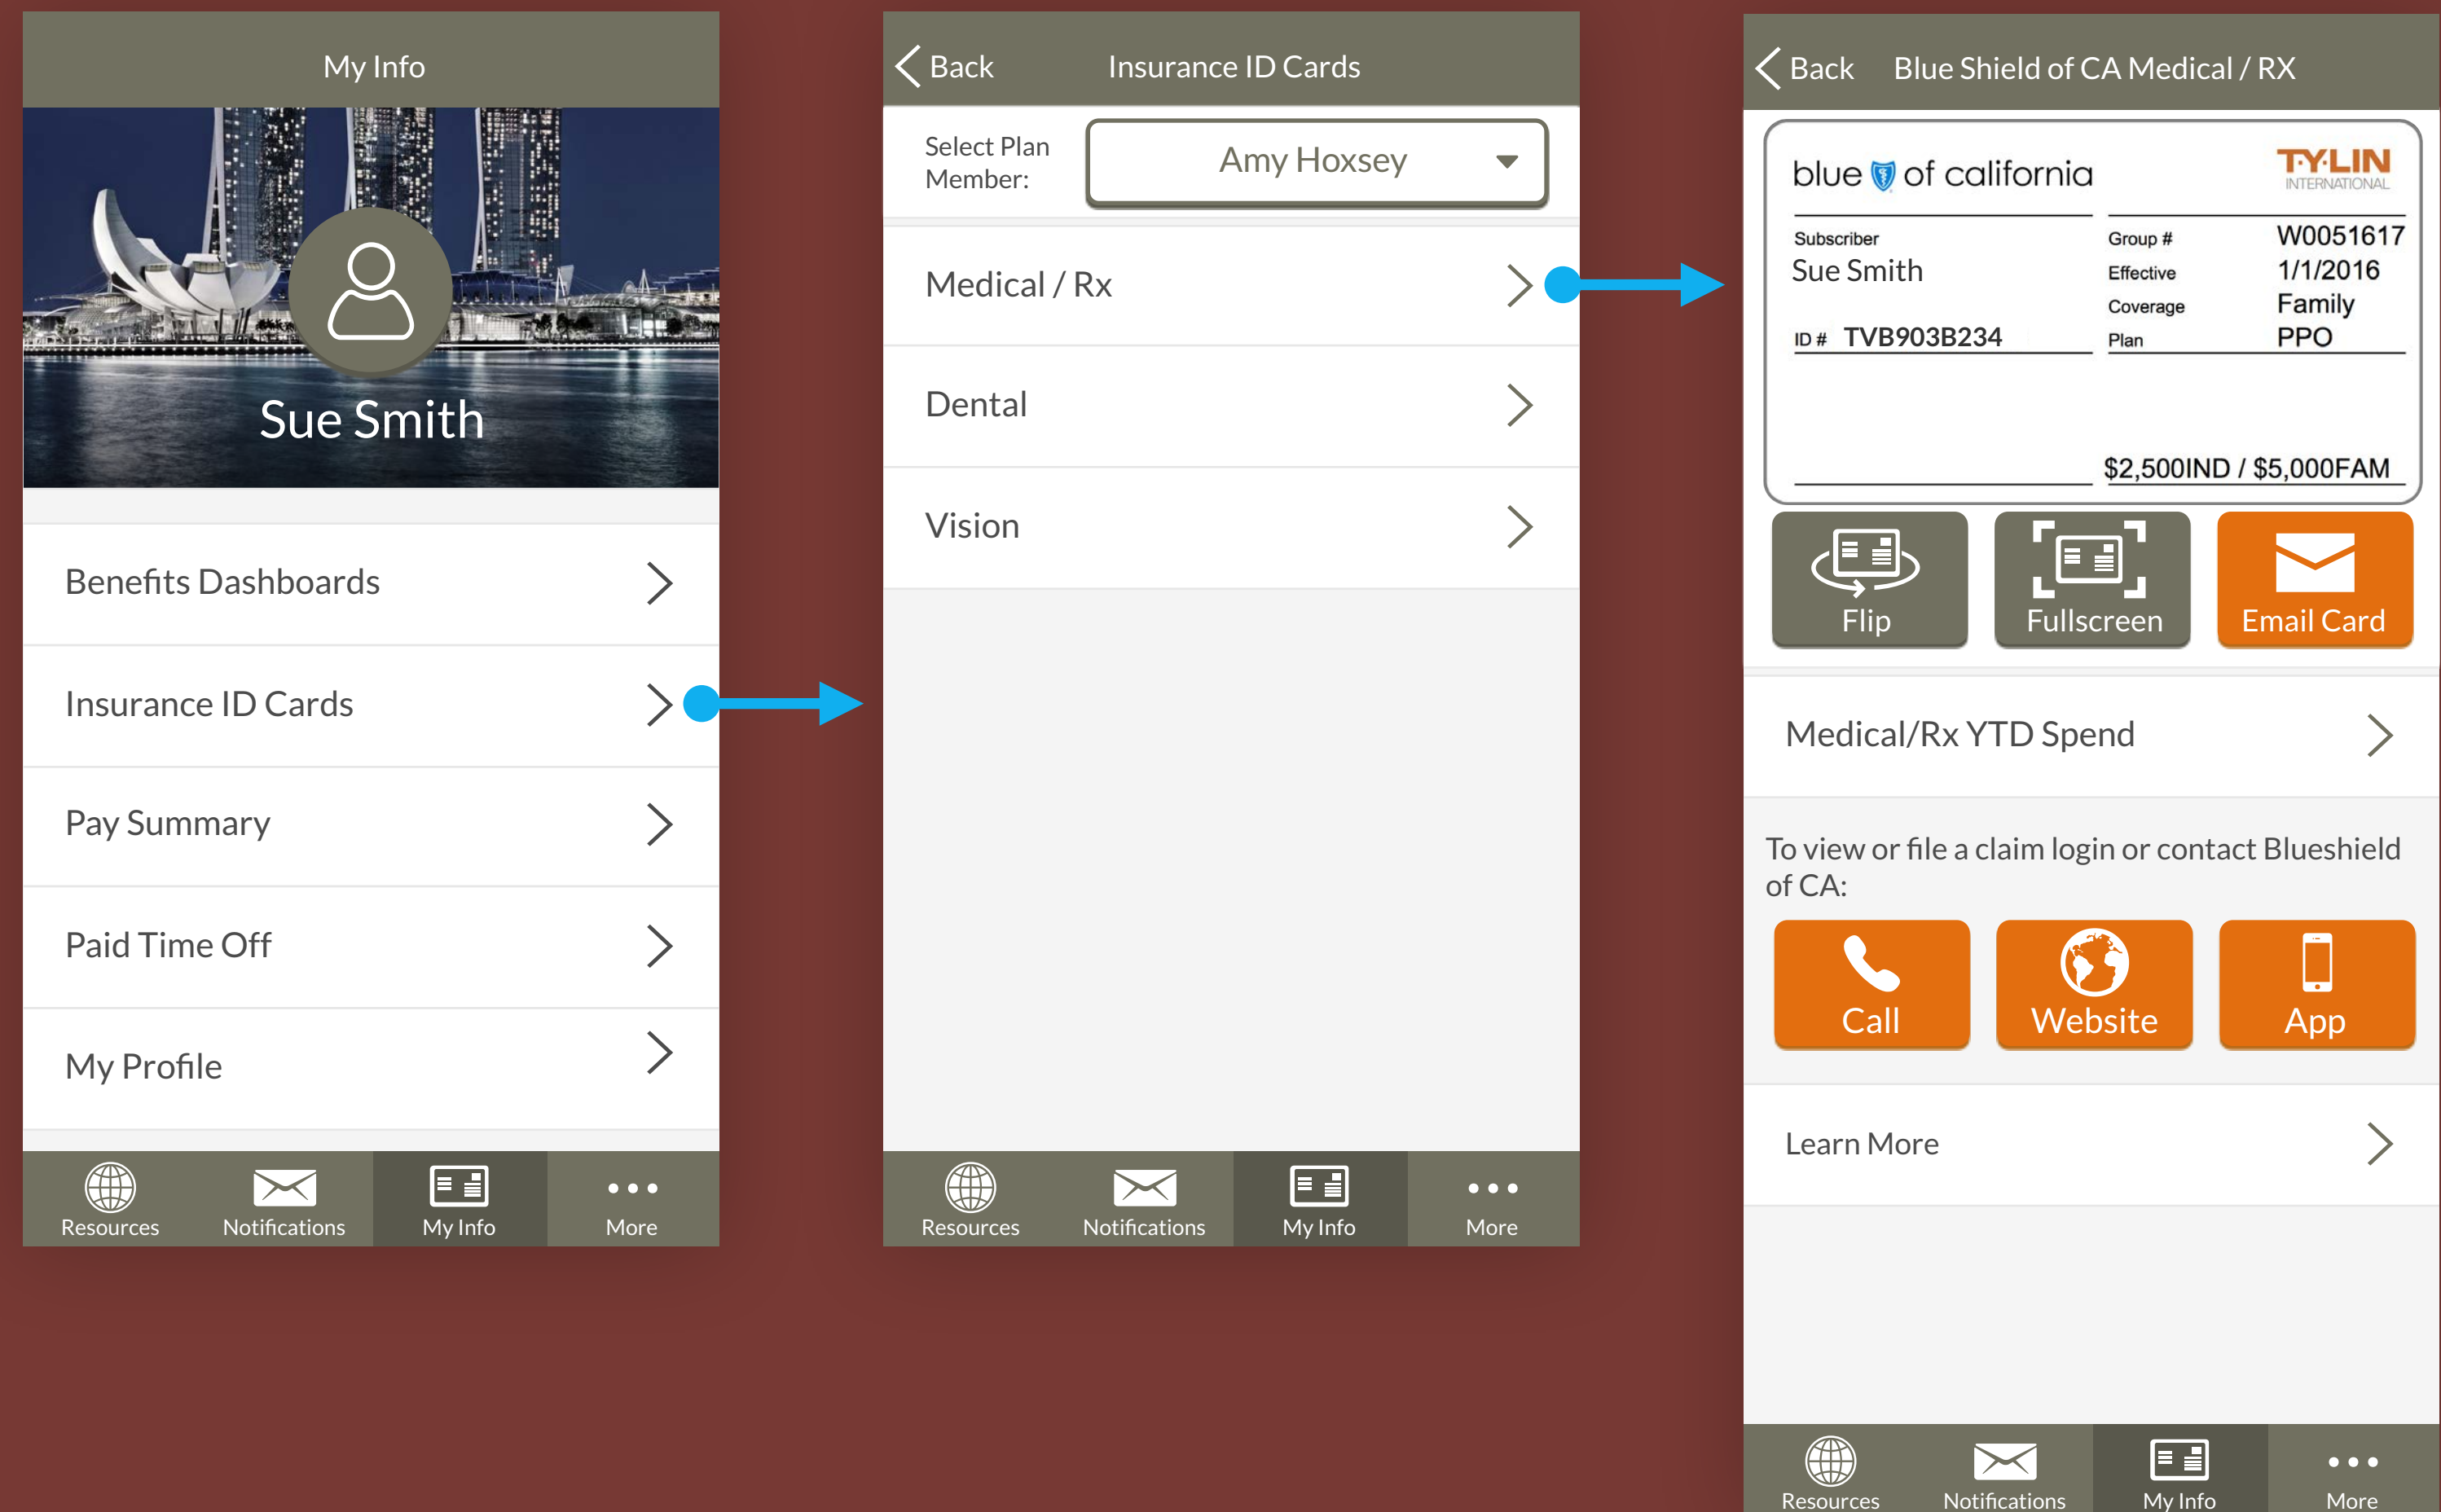 My Info
Sue Smith
Benefits Dashboards
Insurance ID Cards
Pay Summary
Paid Time Off
My Profile
Resources Notifications My Info More
Back Insurance ID Cards
Select Plan
Member:
Amy Hoxsey
Medical / Rx
Dental
Vision
Resources Notifications My Info More
Back Blue Shield of CA Medical / RX
blue of california
TYLIN
INTERNATIONAL
Subscriber
Sue Smith
ID # TVB903B234
Group # W0051617
Effective 1/1/2016
Coverage Family
Plan PPO
$2,500IND / $5,000FAM
Flip Fullscreen Email Card
Medical/Rx YTD Spend
To view or file a claim login or contact Blueshield
of CA:
Call Website App
Learn More
Resources Notifications My Info More